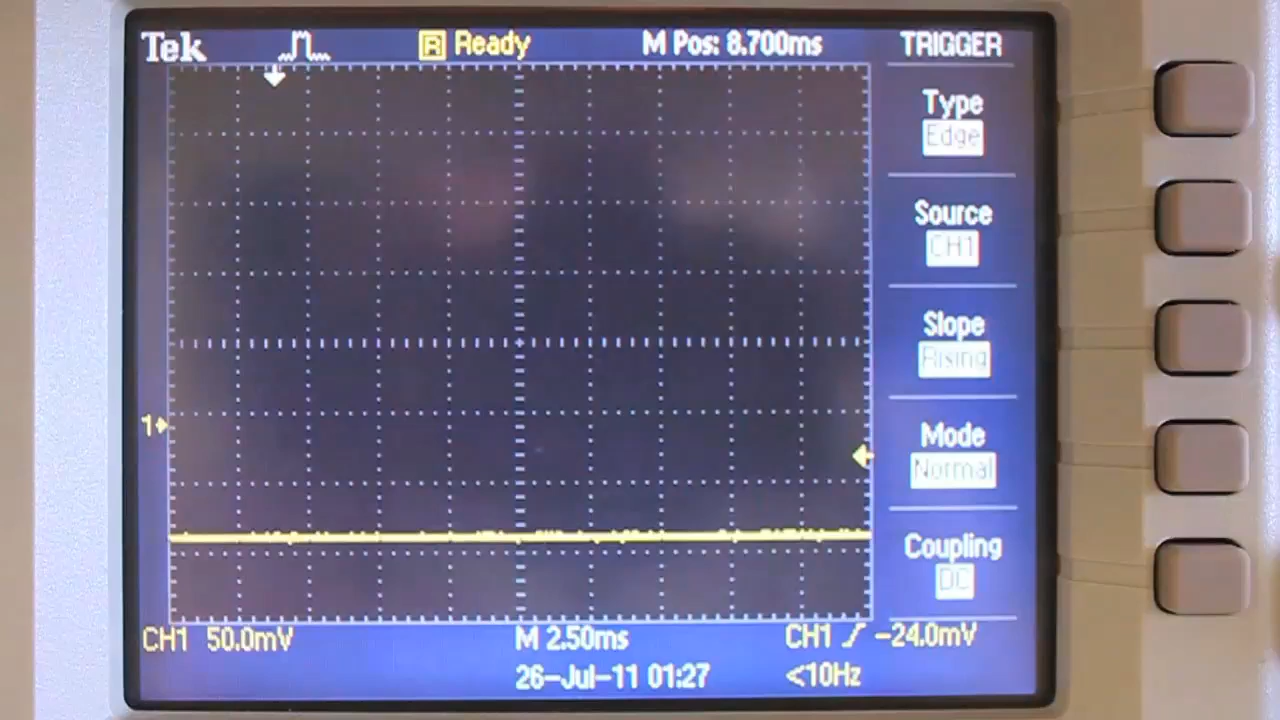 Tek R Ready M Pos: 8.700ms TRIGGER
Type
Edge
Source
CH1
Slope
Rising
Mode
Normal
Coupling
DC
1
CH1 50.0mV M 2.50ms CH1 -24.0mV
26-Jul-11 01:27 <10Hz